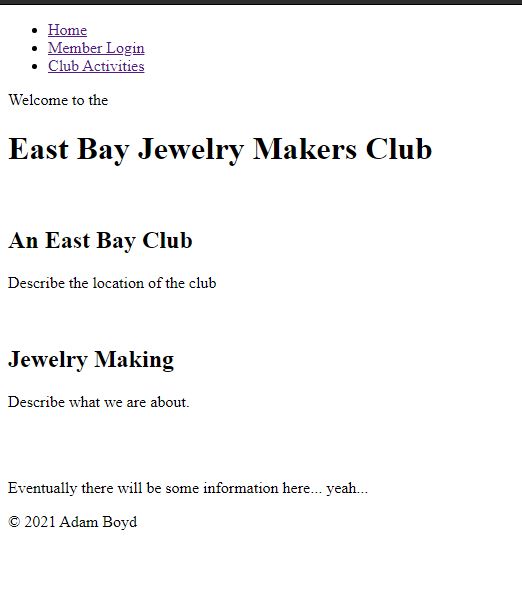 Home
Member Login
Club Activities
Welcome to the
East Bay Jewelry Makers Club
An East Bay Club
Describe the location of the club
Jewelry Making
Describe what we are about.
Eventually there will be some information here... yeah...
© 2021 Adam Boyd